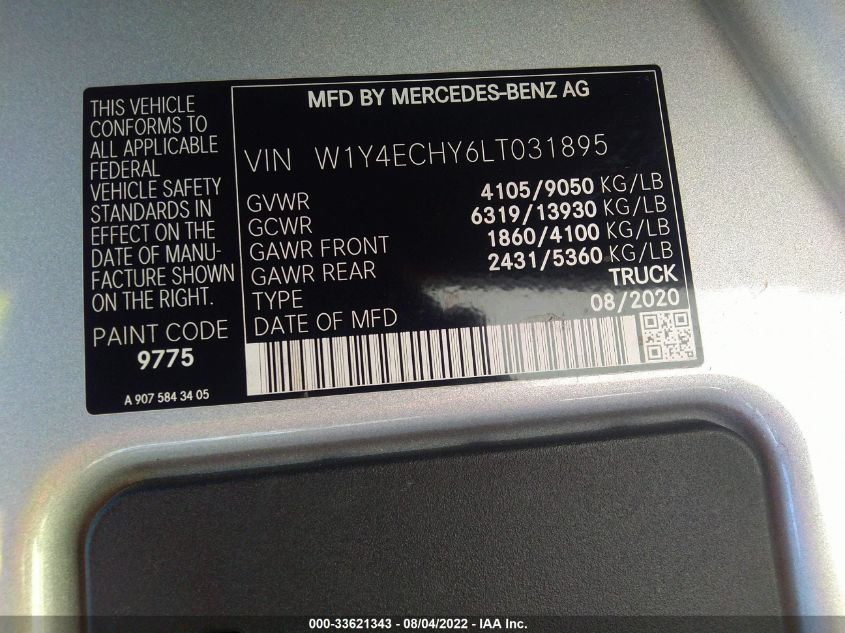 THIS VEHICLE
CONFORMS TO
ALL APPLICABLE
FEDERAL
VEHICLE SAFETY
STANDARDS IN
EFFECT ON THE
DATE OF MANU-
FACTURE SHOWN
ON THE RIGHT.
PAINT CODE
9775
A 907 584 34 05
MFD BY MERCEDES-BENZ AG
VIN W1Y4ECHY6LT031895
GVWR 4105/9050 KG/LB
GCWR 6319/13930 KG/LB
GAWR FRONT 1860/4100 KG/LB
GAWR REAR 2431/5360 KG/LB
TYPE TRUCK
DATE OF MFD 08/2020
000-33621343 - 08/04/2022 - IAA Inc.